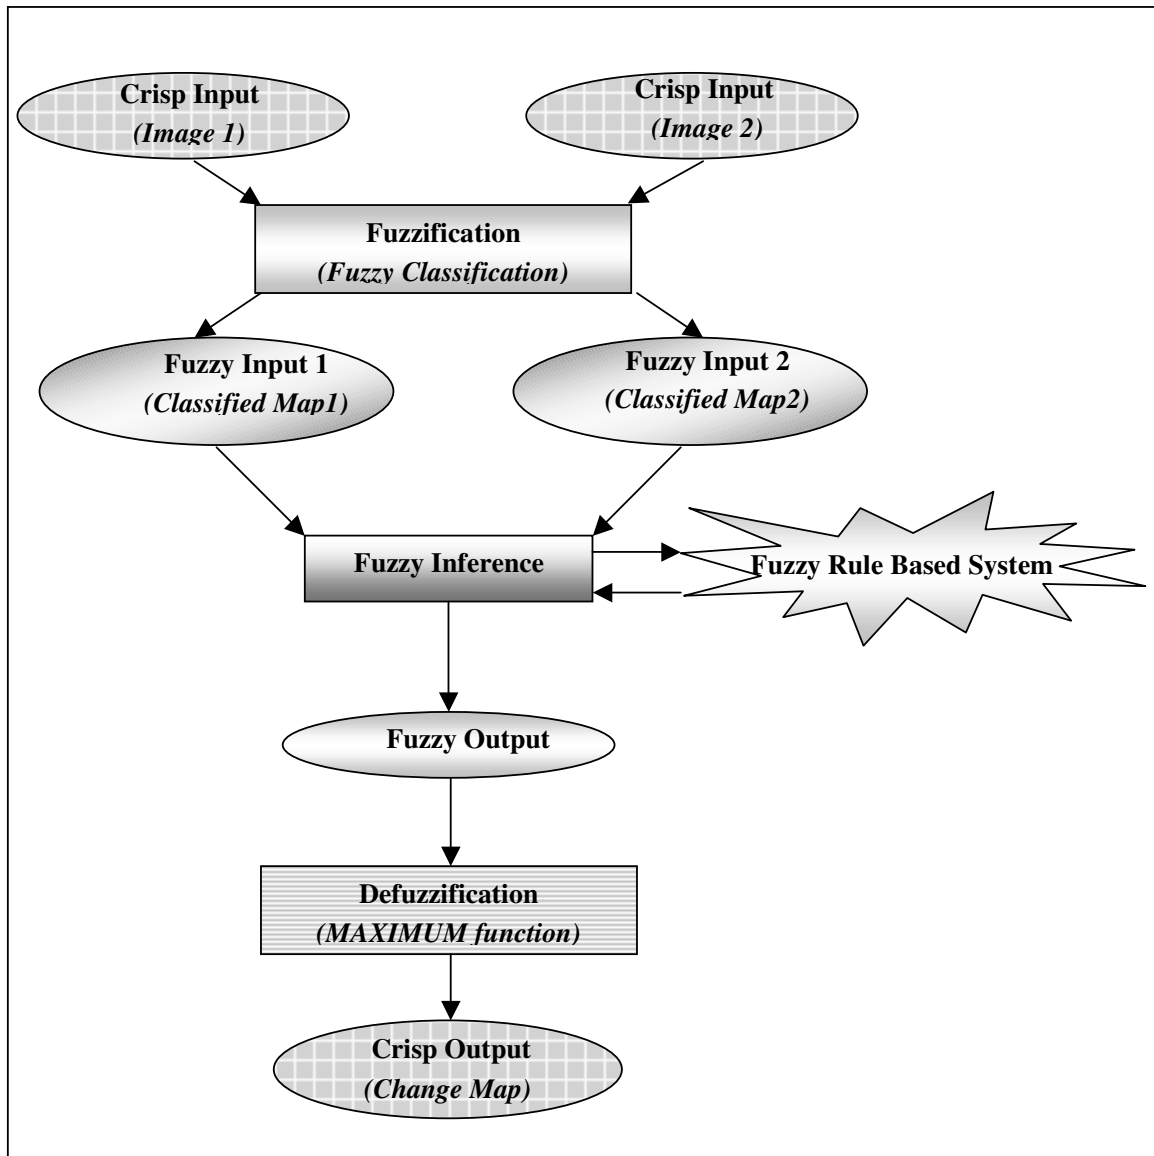 Crisp Input
(Image 1)
Crisp Input
(Image 2)
Fuzzification
(Fuzzy Classification)
Fuzzy Input 1
(Classified Map1)
Fuzzy Input 2
(Classified Map2)
Fuzzy Inference
Fuzzy Rule Based System
Fuzzy Output
Defuzzification
(MAXIMUM function)
Crisp Output
(Change Map)